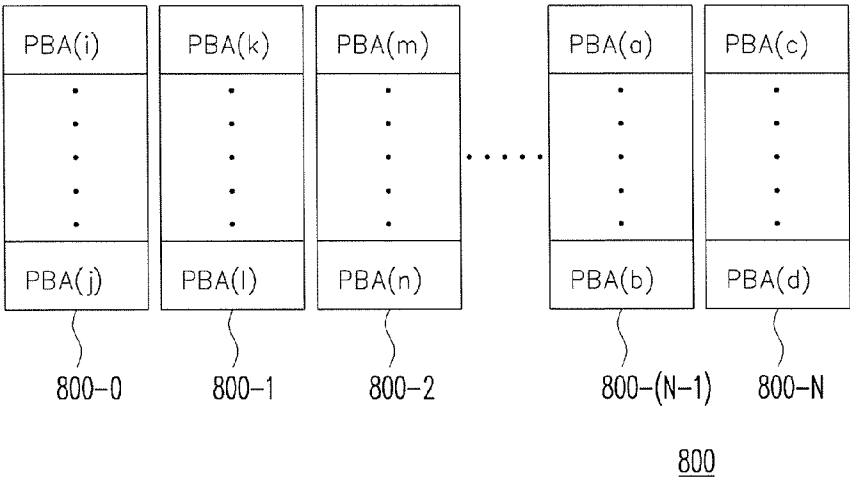 PBA(i) PBA(k) PBA(m) PBA(a) PBA(c)
PBA(j) PBA(l) PBA(n) PBA(b) PBA(d)
800-0 800-1 800-2 800-(N-1) 800-N
800